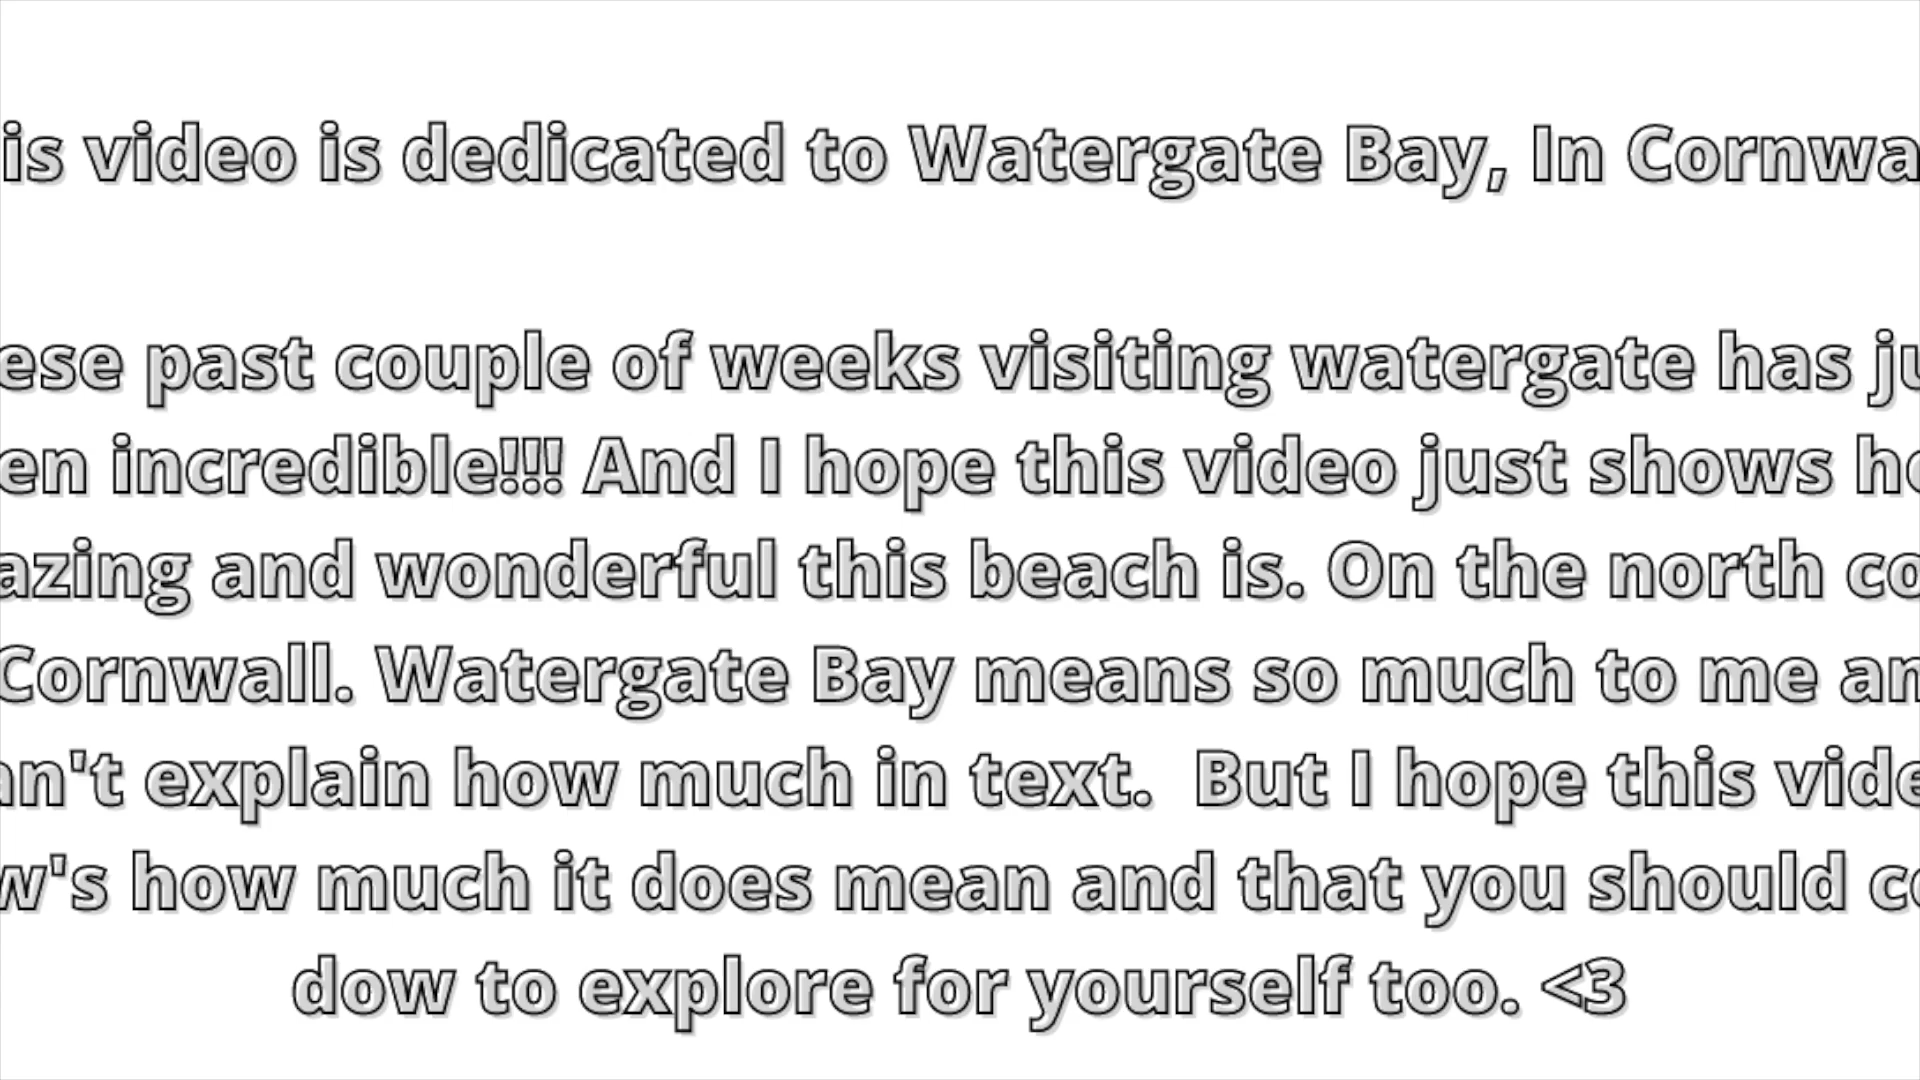 is video is dedicated to Watergate Bay, In Cornwa
ese past couple of weeks visiting watergate has ju
en incredible!!! And I hope this video just shows ho
azing and wonderful this beach is. On the north co
Cornwall. Watergate Bay means so much to me an
an't explain how much in text.  But I hope this vide
w's how much it does mean and that you should co
dow to explore for yourself too. <3